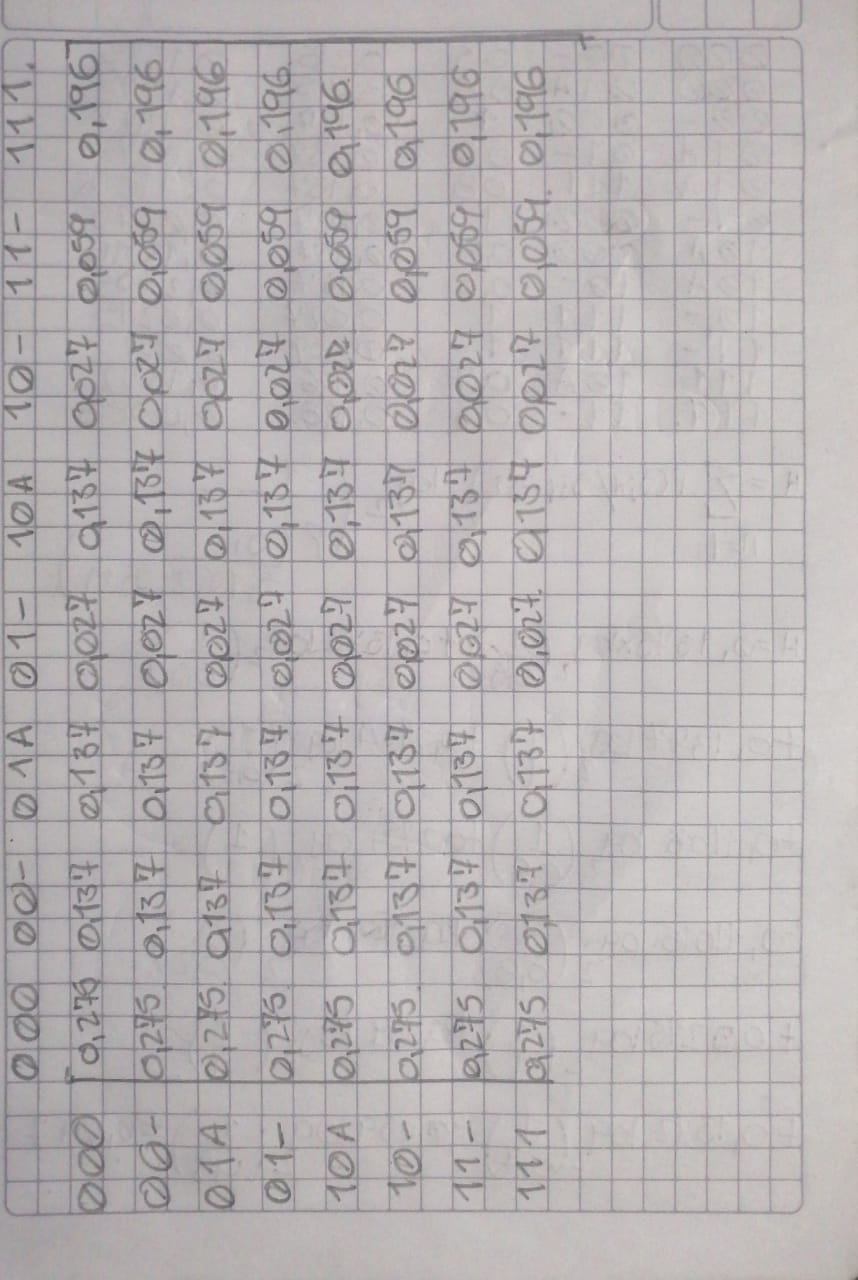 000 00- 01A 01- 10A 10- 11- 111.
000 0,275 0,137 0,137 0,027 0,137 0,027 0,059 0,196
00- 0,275 0,137 0,137 0,027 0,137 0,027 0,059 0,196
01A 0,275 0,137 0,137 0,027 0,137 0,027 0,059 0,196
01- 0,275 0,137 0,137 0,027 0,137 0,027 0,059 0,196
10A 0,275 0,137 0,137 0,027 0,137 0,027 0,059 0,196
10- 0,275 0,137 0,137 0,027 0,137 0,027 0,059 0,196
11- 0,275 0,137 0,137 0,027 0,137 0,027 0,059 0,196
111 0,275 0,137 0,137 0,027 0,137 0,027 0,059 0,196